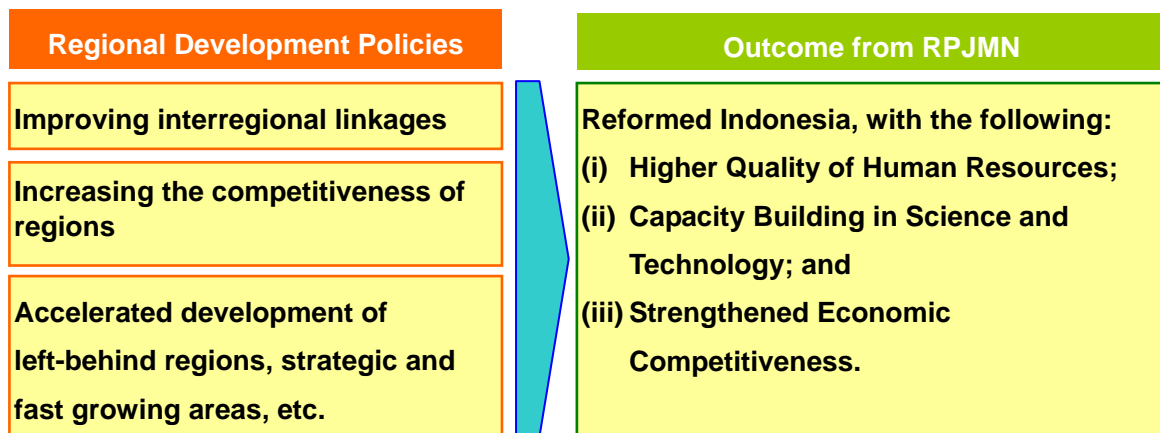 Regional Development Policies
Improving interregional linkages
Increasing the competitiveness of
regions
Accelerated development of
left-behind regions, strategic and
fast growing areas, etc.
Outcome from RPJMN
Reformed Indonesia, with the following:
(i) Higher Quality of Human Resources;
(ii) Capacity Building in Science and
Technology; and
(iii) Strengthened Economic
Competitiveness.